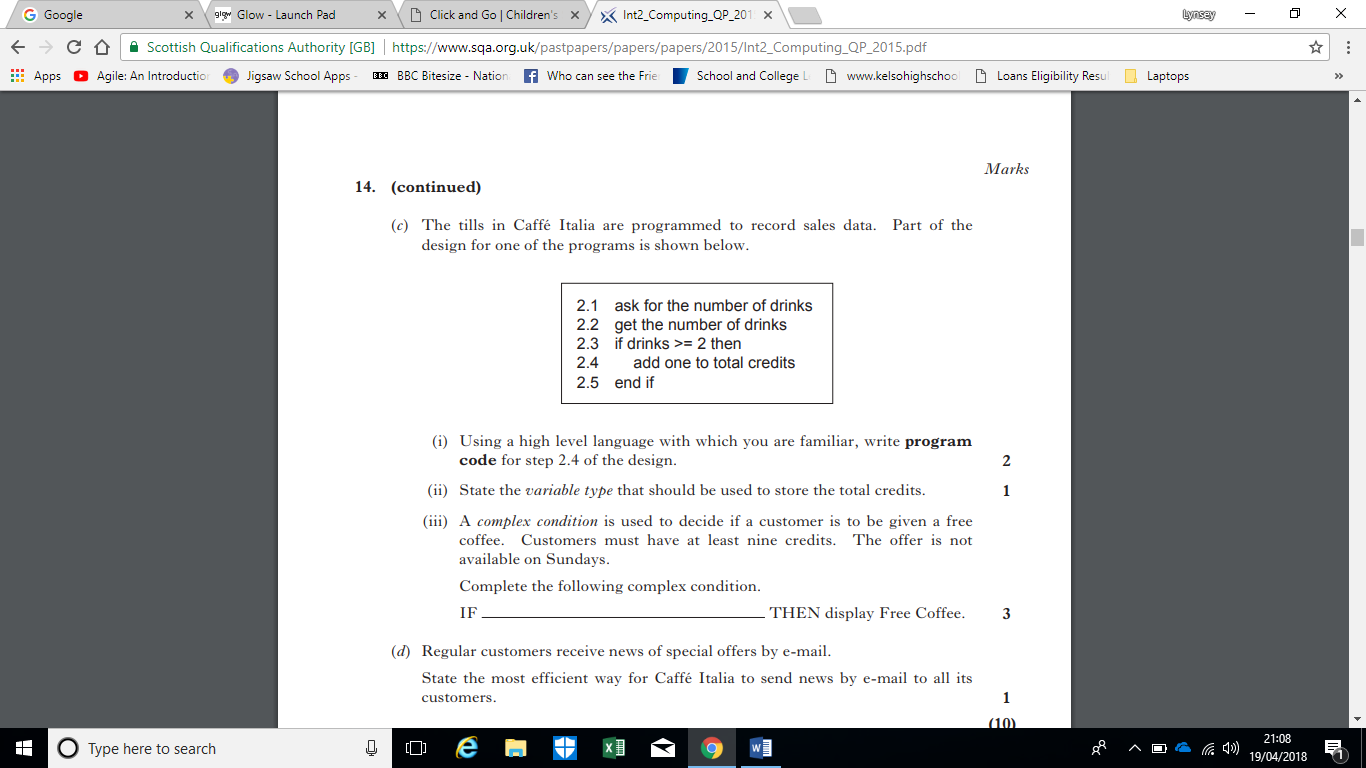 Google
Glow - Launch Pad
Click and Go | Children's
Int2_Computing_QP_201
Lynsey
Scottish Qualifications Authority [GB] | https://www.sqa.org.uk/pastpapers/papers/papers/2015/Int2_Computing_QP_2015.pdf
Apps Agile: An Introduction Jigsaw School Apps - BBC BBC Bitesize - Nation Who can see the Frie School and College L www.kelsohighschoo Loans Eligibility Resul Laptops »
Marks
14. (continued)
(c) The tills in Caffé Italia are programmed to record sales data. Part of the
design for one of the programs is shown below.
2.1 ask for the number of drinks
2.2 get the number of drinks
2.3 if drinks >= 2 then
2.4 add one to total credits
2.5 end if
(i) Using a high level language with which you are familiar, write program
code for step 2.4 of the design. 2
(ii) State the variable type that should be used to store the total credits. 1
(iii) A complex condition is used to decide if a customer is to be given a free
coffee. Customers must have at least nine credits. The offer is not
available on Sundays.
Complete the following complex condition.
IF ______________________________ THEN display Free Coffee. 3
(d) Regular customers receive news of special offers by e-mail.
State the most efficient way for Caffé Italia to send news by e-mail to all its
customers. 1
(10)
Type here to search
21:08
19/04/2018
1